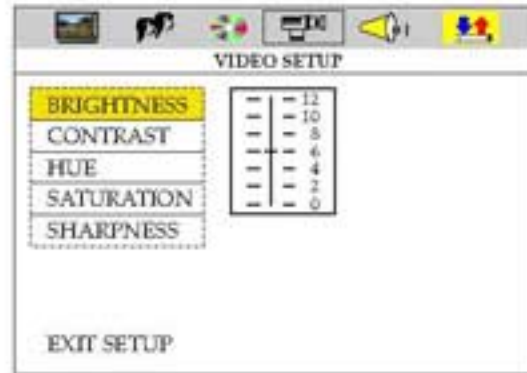 VIDEO SETUP
BRIGHTNESS
CONTRAST
HUE
SATURATION
SHARPNESS
12
10
8
6
4
2
0
EXIT SETUP